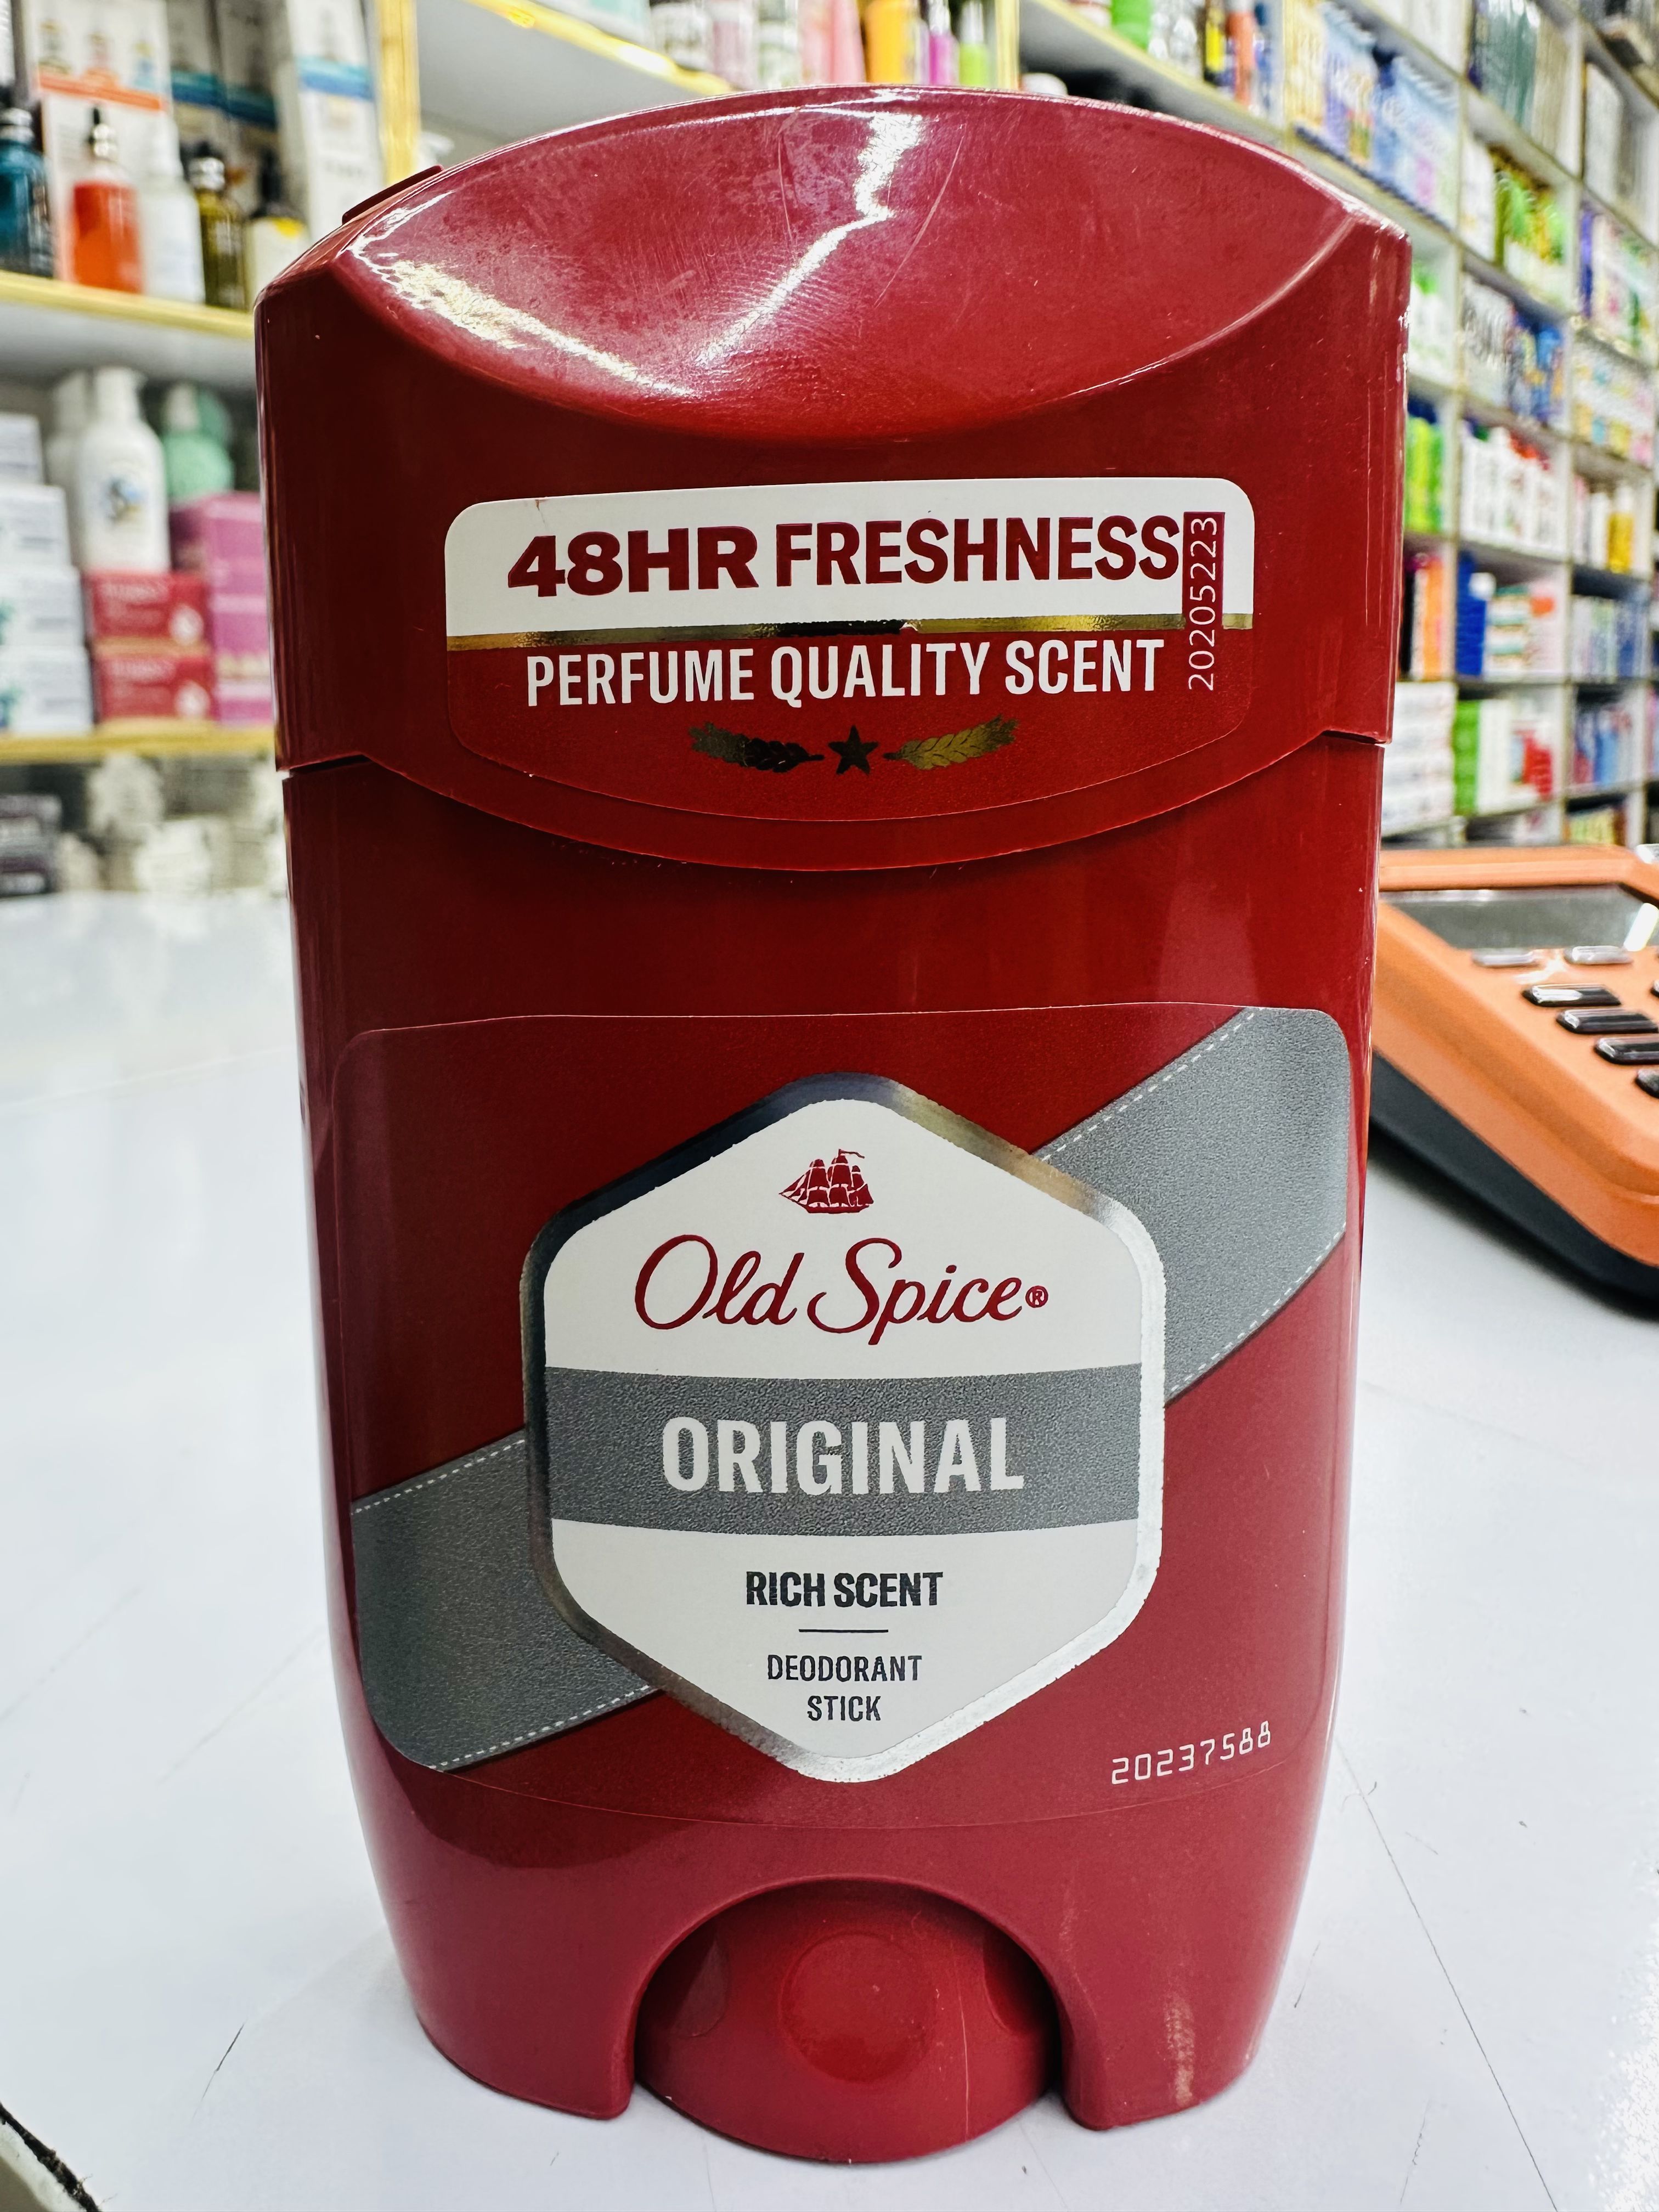 48HR FRESHNESS
20205223
PERFUME QUALITY SCENT
Old Spice®
ORIGINAL
RICH SCENT
DEODORANT
STICK
20237588